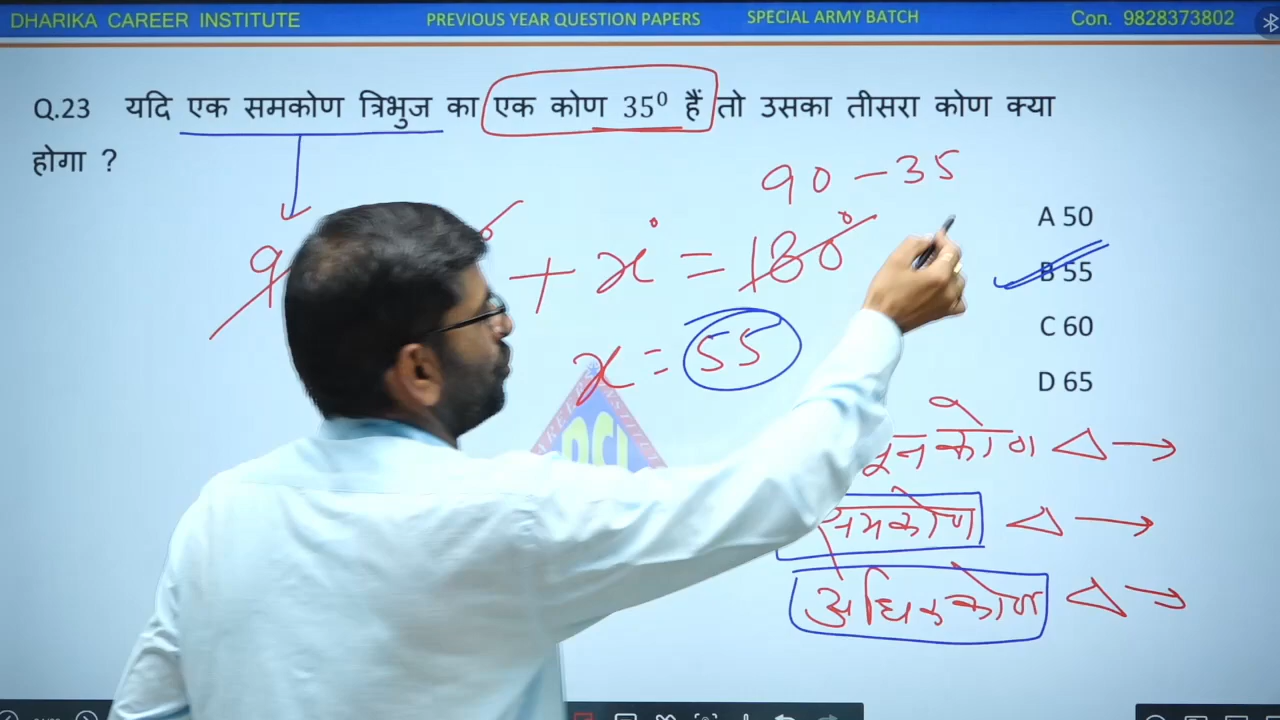 DHARIKA CAREER INSTITUTE
PREVIOUS YEAR QUESTION PAPERS
SPECIAL ARMY BATCH
Con. 9828373802
Q.23 यदि एक समकोण त्रिभुज का एक कोण 35⁰ हैं तो उसका तीसरा कोण क्या
होगा ?
90 – 35
9 ° + x° = 180°
x = 55
A 50
B 55
C 60
D 65
समकोण △ →
अधिककोण △ →